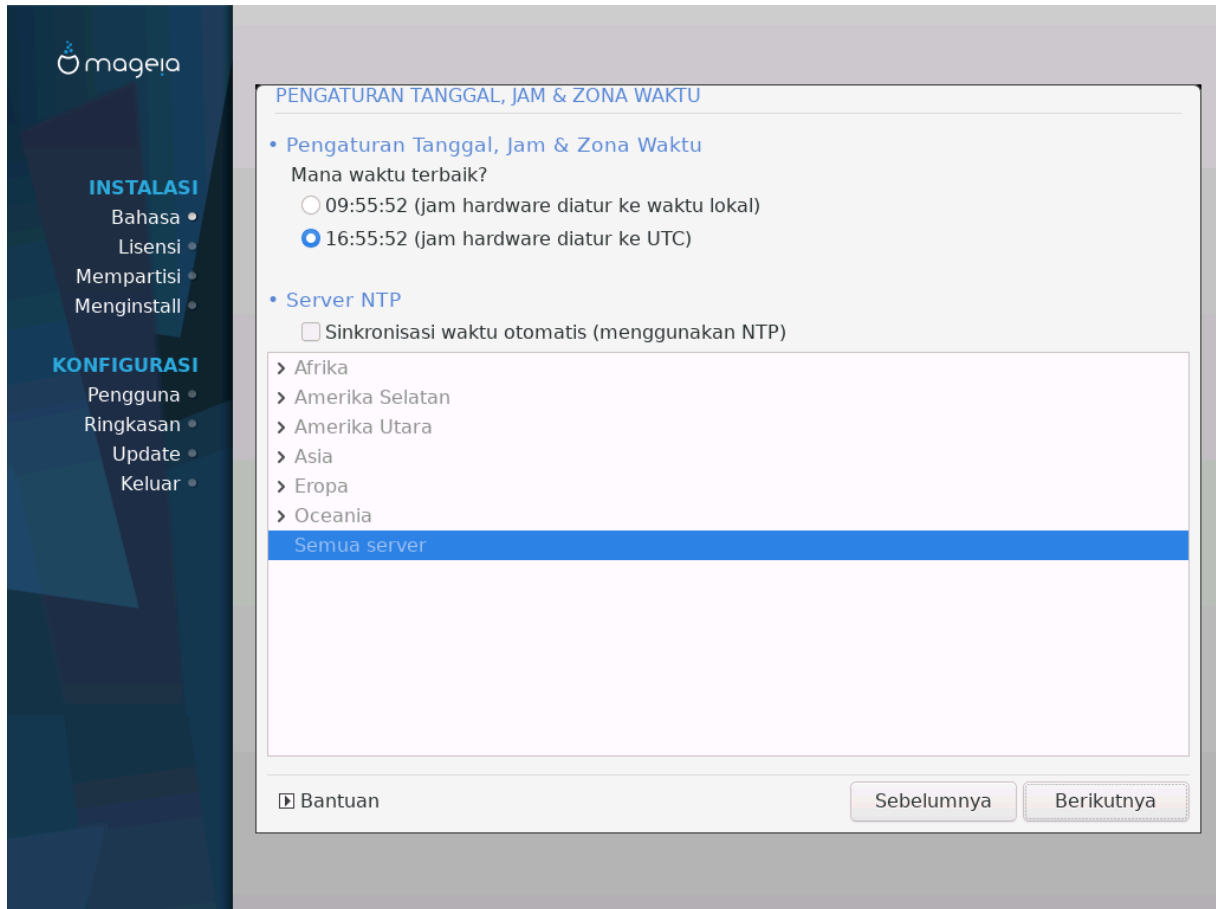 mageia
INSTALASI
Bahasa
Lisensi
Mempartisi
Menginstall
KONFIGURASI
Pengguna
Ringkasan
Update
Keluar
PENGATURAN TANGGAL, JAM & ZONA WAKTU
• Pengaturan Tanggal, Jam & Zona Waktu
Mana waktu terbaik?
09:55:52 (jam hardware diatur ke waktu lokal)
16:55:52 (jam hardware diatur ke UTC)
• Server NTP
Sinkronisasi waktu otomatis (menggunakan NTP)
Afrika
Amerika Selatan
Amerika Utara
Asia
Eropa
Oceania
Semua server
Bantuan
Sebelumnya
Berikutnya